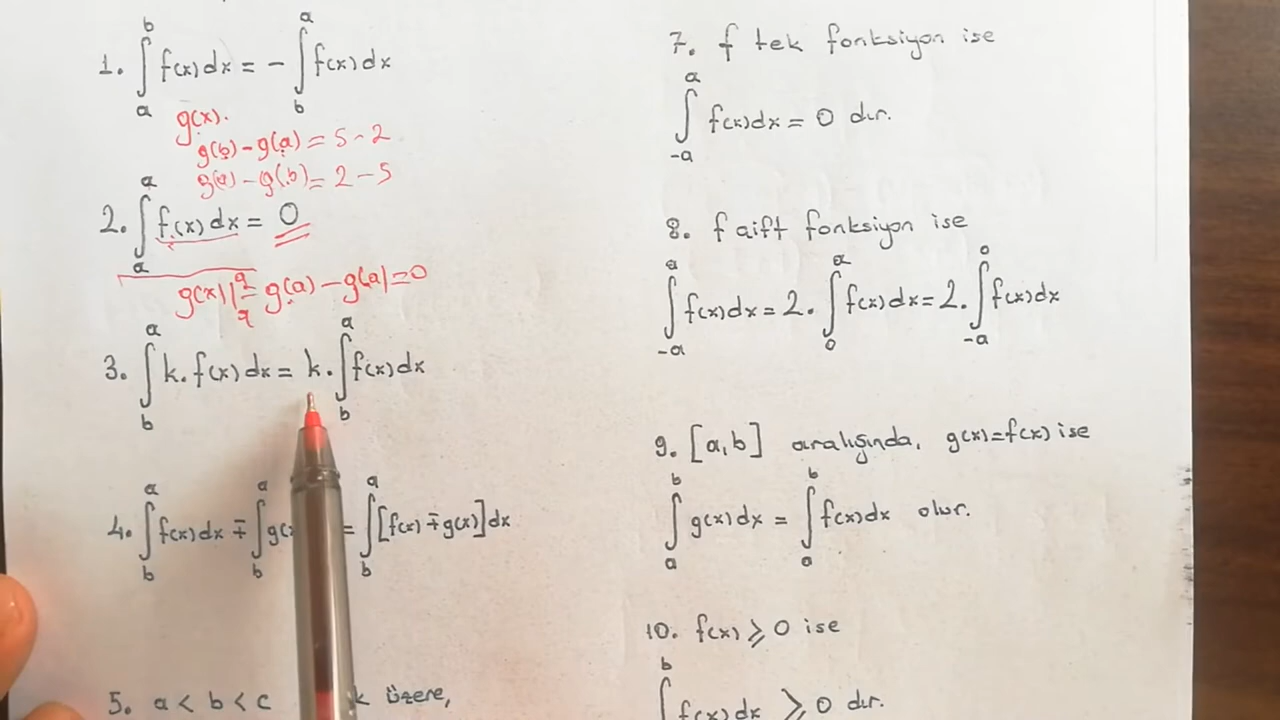 1. ∫_a^b f(x) dx = - ∫_b^a f(x) dx
g(x).
g(b) - g(a) = 5 - 2
g(a) - g(b) = 2 - 5
2. ∫_a^a f(x) dx = 0
g(x) |_a^a = g(a) - g(a) = 0
3. ∫_b^a k. f(x) dx = k. ∫_b^a f(x) dx
4. ∫_b^a f(x) dx ∓ ∫_b^a g(x = ∫_b^a [f(x) ∓ g(x)] dx
5. a < b < c k üzere,
7. f tek fonksiyon ise
∫_-a^a f(x) dx = 0 dır.
8. f çift fonksiyon ise
∫_-a^a f(x) dx = 2. ∫_0^a f(x) dx = 2. ∫_-a^0 f(x) dx
9. [a,b] aralığında, g(x)=f(x) ise
∫_a^b g(x) dx = ∫_a^b f(x) dx olur.
10. f(x) ⩾ 0 ise
∫^b f(x) dx ⩾ 0 dır.